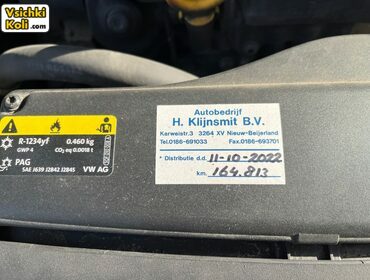 Vsichki
Koli.com
R-1234yf 0.460 kg
GWP 4 CO₂ eq 0.0018 t
PAG
SAE J639 J2842 J2845 VW AG
Autobedrijf
H. Klijnsmit B.V.
Karweistr.3 3264 XV Nieuw-Beijerland
Tel.0186-691033 Fax.0186-693701
* Distributie d.d. 11-10-2022
km. 164.813